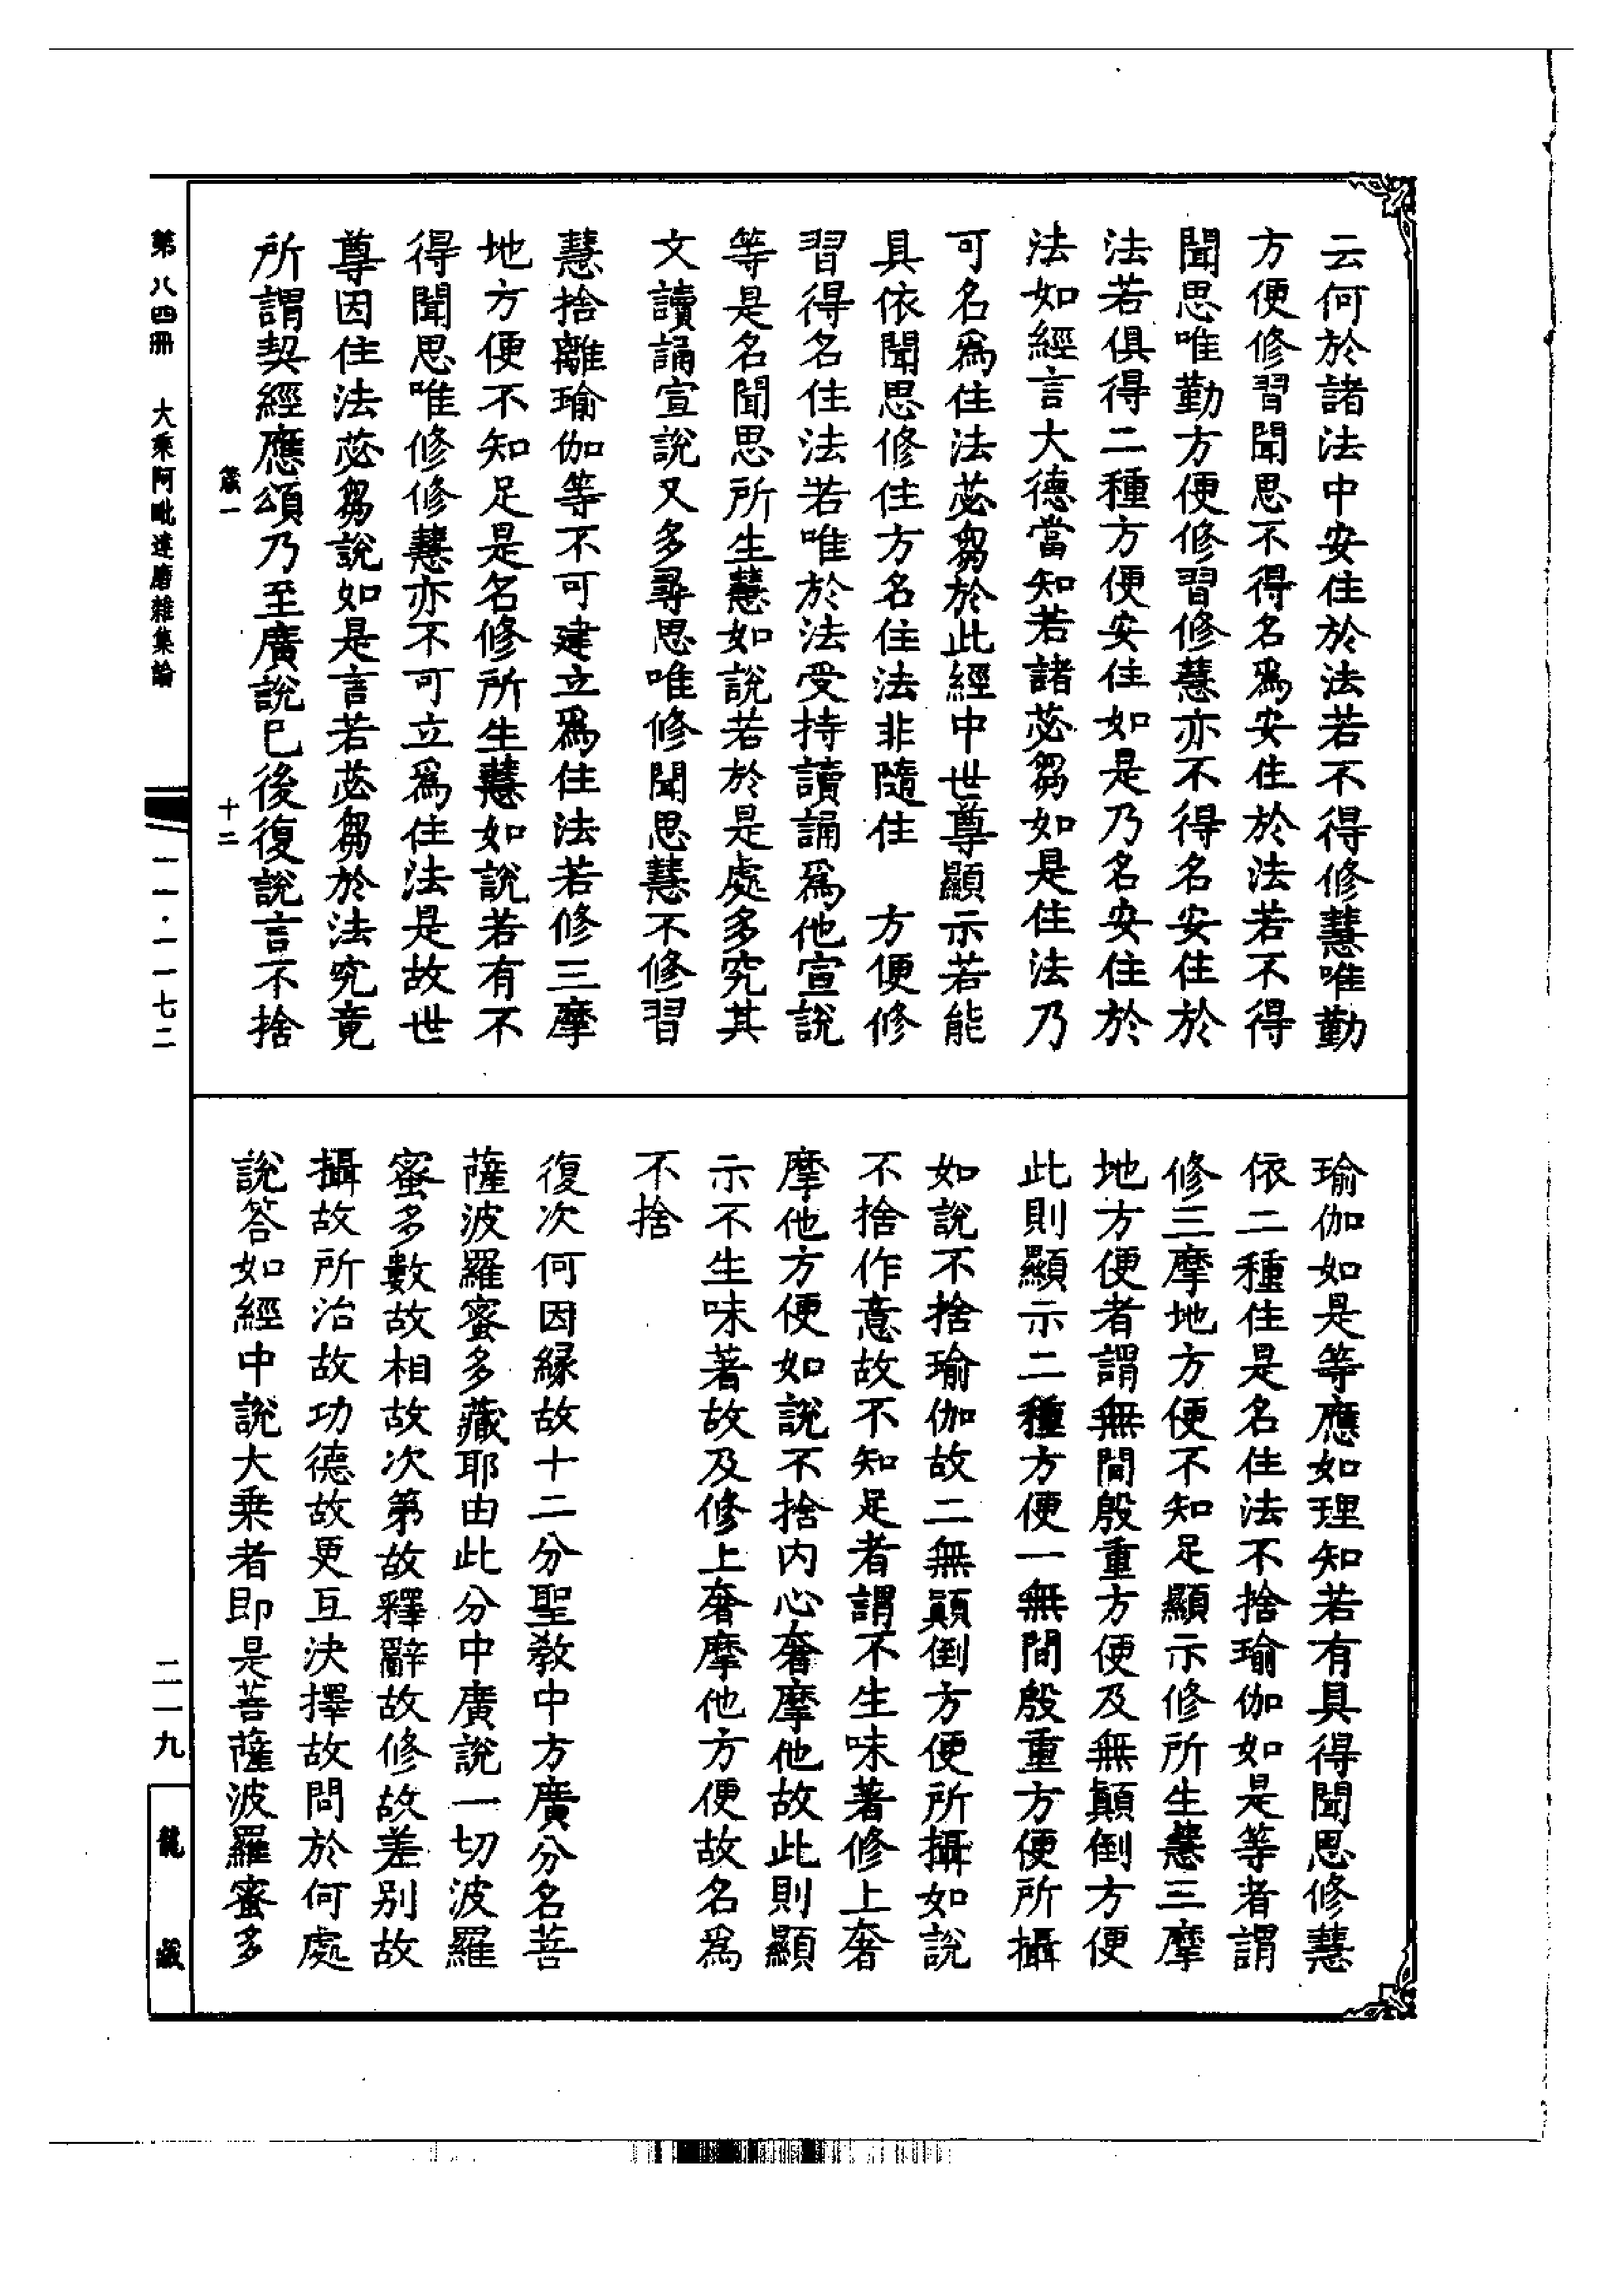 云何於諸法中安住於法若不得修慧唯勤
方便修習聞思不得名爲安住於法若不得
聞思唯勤方便修習修慧亦不得名安住於
法若俱得二種方便安住如是乃名安住於
法如經言大德當知若諸苾芻如是住法乃
可名爲住法苾芻於此經中世尊顯示若能
具依聞思修住方名住法非隨住　方便修
習得名住法若唯於法受持讀誦爲他宣說
等是名聞思所生慧如說若於是處多究其
文讀誦宣說又多尋思唯修聞思慧不修習
慧捨離瑜伽等不可建立爲住法若修三摩
地方便不知足是名修所生慧如說若有不
得聞思唯修修慧亦不可立爲住法是故世
尊因住法苾芻說如是言若苾芻於法究竟
所謂契經應頌乃至廣說已後復說言不捨
瑜伽如是等應如理知若有具得聞思修慧
依二種住是名住法不捨瑜伽如是等者謂
修三摩地方便不知足顯示修所生慧三摩
地方便者謂無間殷重方便及無顛倒方便
此則顯示二種方便一無間殷重方便所攝
如說不捨瑜伽故二無顛倒方便所攝如說
不捨作意故不知足者謂不生味著修上奢
摩他方便如說不捨內心奢摩他故此則顯
示不生味著故及修上奢摩他方便故名爲
不捨
復次何因緣故十二分聖教中方廣分名菩
薩波羅蜜多藏耶由此分中廣說一切波羅
蜜多數故相故次第故釋辭故修故差別故
攝故所治故功德故更互決擇故問於何處
說答如經中說大乘者即是菩薩波羅蜜多
第八四冊　大乘阿毗達磨雜集論
一一·一一七二
二一九
龍藏
箴一
十二